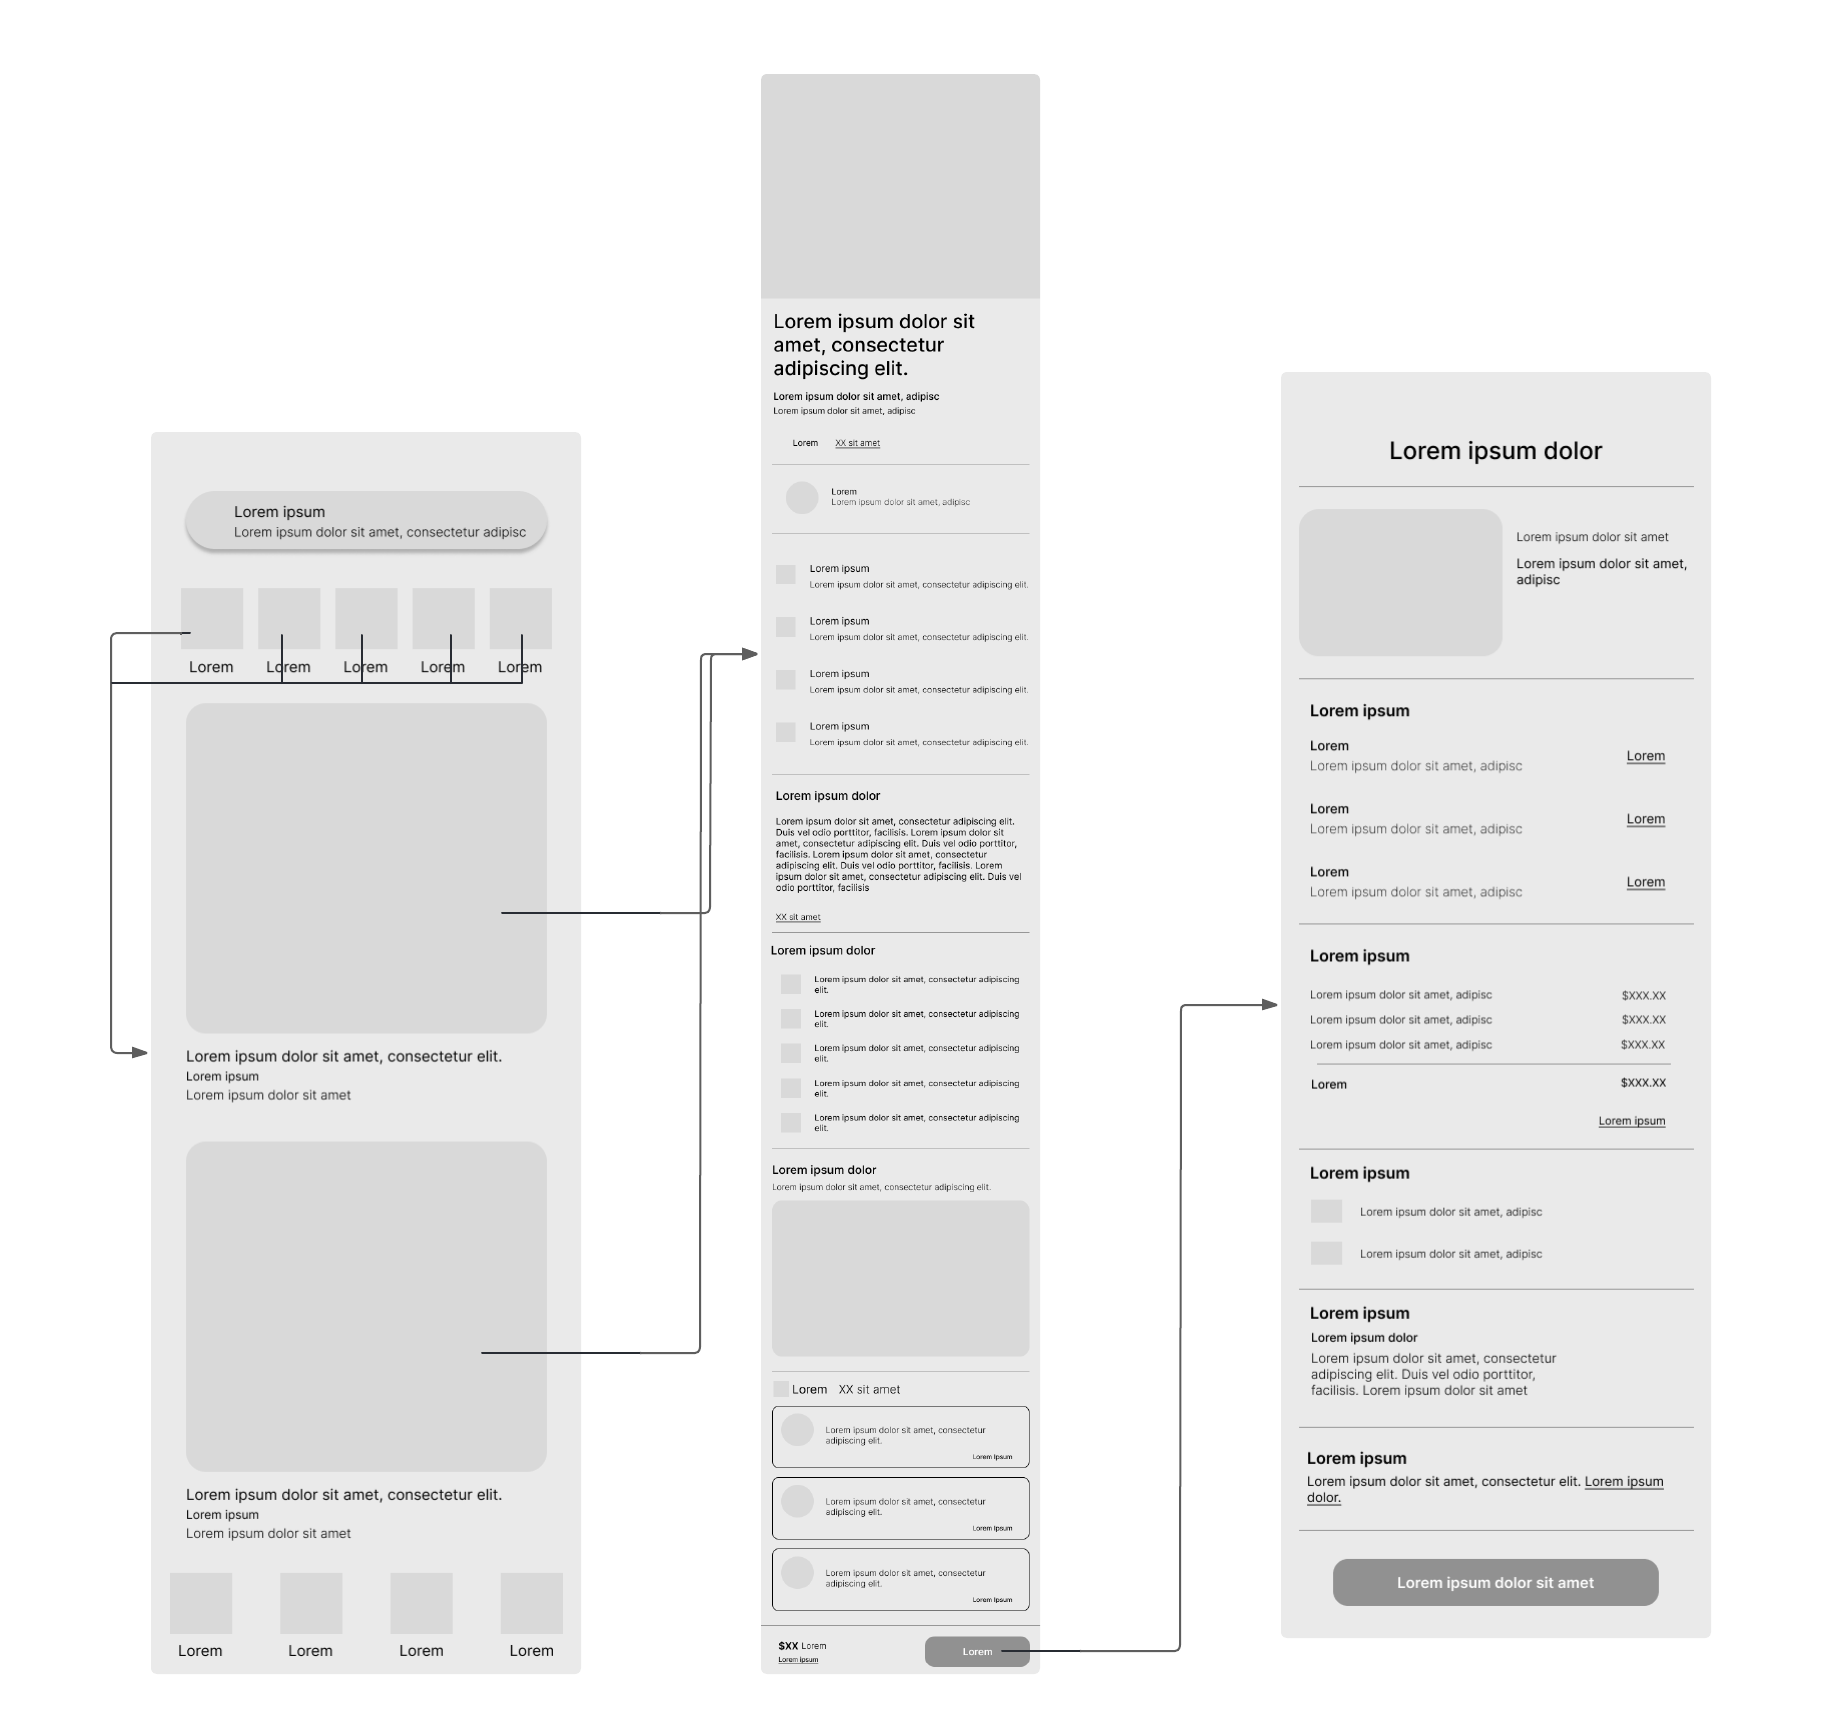 Lorem ipsum
Lorem ipsum dolor sit amet, consectetur adipisc
Lorem
Lorem
Lorem
Lorem
Lorem
Lorem ipsum dolor sit amet, consectetur elit.
Lorem ipsum
Lorem ipsum dolor sit amet
Lorem ipsum dolor sit amet, consectetur elit.
Lorem ipsum
Lorem ipsum dolor sit amet
Lorem
Lorem
Lorem
Lorem
Lorem ipsum dolor sit
amet, consectetur
adipiscing elit.
Lorem ipsum dolor sit amet, adipisc
Lorem ipsum dolor sit amet, adipisc
Lorem XX sit amet
Lorem
Lorem ipsum dolor sit amet, adipisc
Lorem ipsum
Lorem ipsum dolor sit amet, consectetur adipiscing elit.
Lorem ipsum
Lorem ipsum dolor sit amet, consectetur adipiscing elit.
Lorem ipsum
Lorem ipsum dolor sit amet, consectetur adipiscing elit.
Lorem ipsum
Lorem ipsum dolor sit amet, consectetur adipiscing elit.
Lorem ipsum dolor
Lorem ipsum dolor sit amet, consectetur adipiscing elit.
Duis vel odio porttitor, facilisis. Lorem ipsum dolor sit
amet, consectetur adipiscing elit. Duis vel odio porttitor,
facilisis. Lorem ipsum dolor sit amet, consectetur
adipiscing elit. Duis vel odio porttitor, facilisis. Lorem
ipsum dolor sit amet, consectetur adipiscing elit. Duis vel
odio porttitor, facilisis
XX sit amet
Lorem ipsum dolor
Lorem ipsum dolor sit amet, consectetur adipiscing
elit.
Lorem ipsum dolor sit amet, consectetur adipiscing
elit.
Lorem ipsum dolor sit amet, consectetur adipiscing
elit.
Lorem ipsum dolor sit amet, consectetur adipiscing
elit.
Lorem ipsum dolor sit amet, consectetur adipiscing
elit.
Lorem ipsum dolor
Lorem ipsum dolor sit amet, consectetur adipiscing elit.
Lorem XX sit amet
Lorem ipsum dolor sit amet, consectetur
adipiscing elit.
Lorem Ipsum
Lorem ipsum dolor sit amet, consectetur
adipiscing elit.
Lorem Ipsum
Lorem ipsum dolor sit amet, consectetur
adipiscing elit.
Lorem Ipsum
$XX Lorem
Lorem ipsum
Lorem
Lorem ipsum dolor
Lorem ipsum dolor sit amet
Lorem ipsum dolor sit amet,
adipisc
Lorem ipsum
Lorem
Lorem ipsum dolor sit amet, adipisc
Lorem
Lorem
Lorem ipsum dolor sit amet, adipisc
Lorem
Lorem
Lorem ipsum dolor sit amet, adipisc
Lorem
Lorem ipsum
Lorem ipsum dolor sit amet, adipisc $XXX.XX
Lorem ipsum dolor sit amet, adipisc $XXX.XX
Lorem ipsum dolor sit amet, adipisc $XXX.XX
Lorem $XXX.XX
Lorem ipsum
Lorem ipsum
Lorem ipsum dolor sit amet, adipisc
Lorem ipsum dolor sit amet, adipisc
Lorem ipsum
Lorem ipsum dolor
Lorem ipsum dolor sit amet, consectetur
adipiscing elit. Duis vel odio porttitor,
facilisis. Lorem ipsum dolor sit amet
Lorem ipsum
Lorem ipsum dolor sit amet, consectetur elit. Lorem ipsum
dolor.
Lorem ipsum dolor sit amet